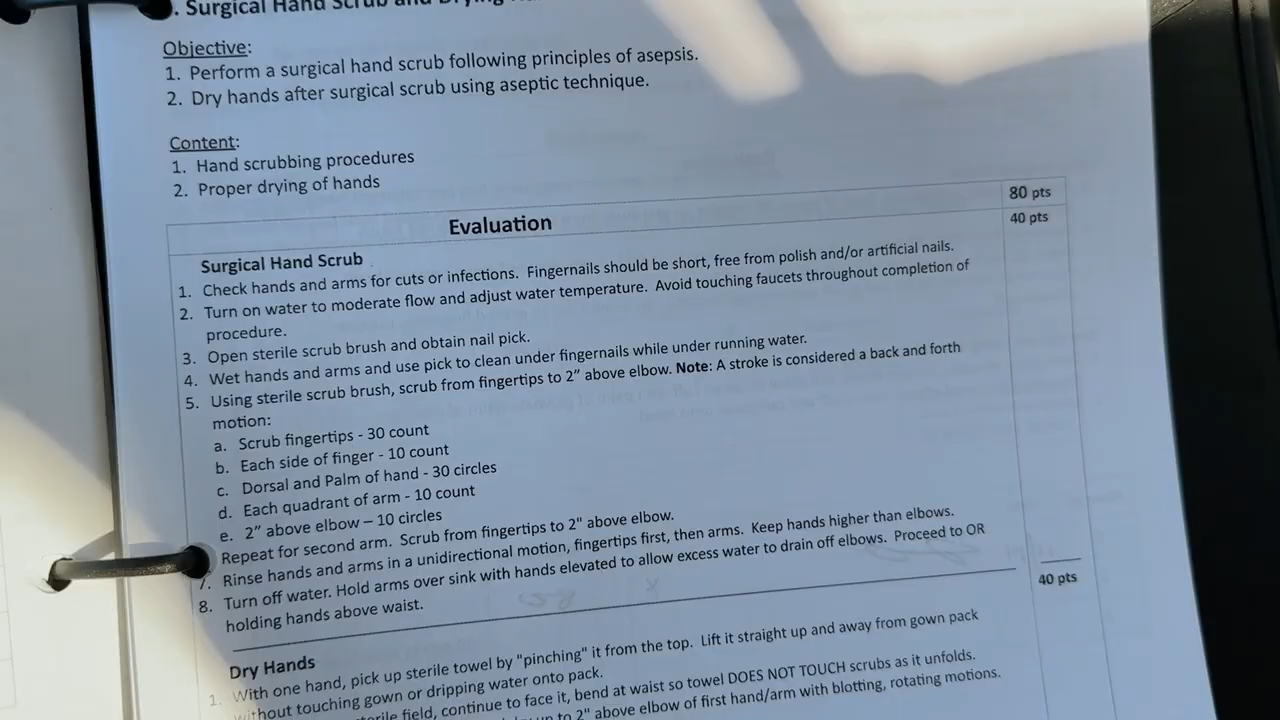 . Surgical Hand Scrub and Drying
Objective:
1. Perform a surgical hand scrub following principles of asepsis.
2. Dry hands after surgical scrub using aseptic technique.
Content:
1. Hand scrubbing procedures
2. Proper drying of hands
Evaluation
80 pts
Surgical Hand Scrub
40 pts
1. Check hands and arms for cuts or infections. Fingernails should be short, free from polish and/or artificial nails.
2. Turn on water to moderate flow and adjust water temperature. Avoid touching faucets throughout completion of
procedure.
3. Open sterile scrub brush and obtain nail pick.
4. Wet hands and arms and use pick to clean under fingernails while under running water.
5. Using sterile scrub brush, scrub from fingertips to 2” above elbow. Note: A stroke is considered a back and forth
motion:
a. Scrub fingertips - 30 count
b. Each side of finger - 10 count
c. Dorsal and Palm of hand - 30 circles
d. Each quadrant of arm - 10 count
e. 2” above elbow – 10 circles
Repeat for second arm. Scrub from fingertips to 2" above elbow.
7. Rinse hands and arms in a unidirectional motion, fingertips first, then arms. Keep hands higher than elbows.
8. Turn off water. Hold arms over sink with hands elevated to allow excess water to drain off elbows. Proceed to OR
holding hands above waist.
40 pts
Dry Hands
1. With one hand, pick up sterile towel by "pinching" it from the top. Lift it straight up and away from gown pack
without touching gown or dripping water onto pack.
field, continue to face it, bend at waist so towel DOES NOT TOUCH scrubs as it unfolds.
to 2" above elbow of first hand/arm with blotting, rotating motions.